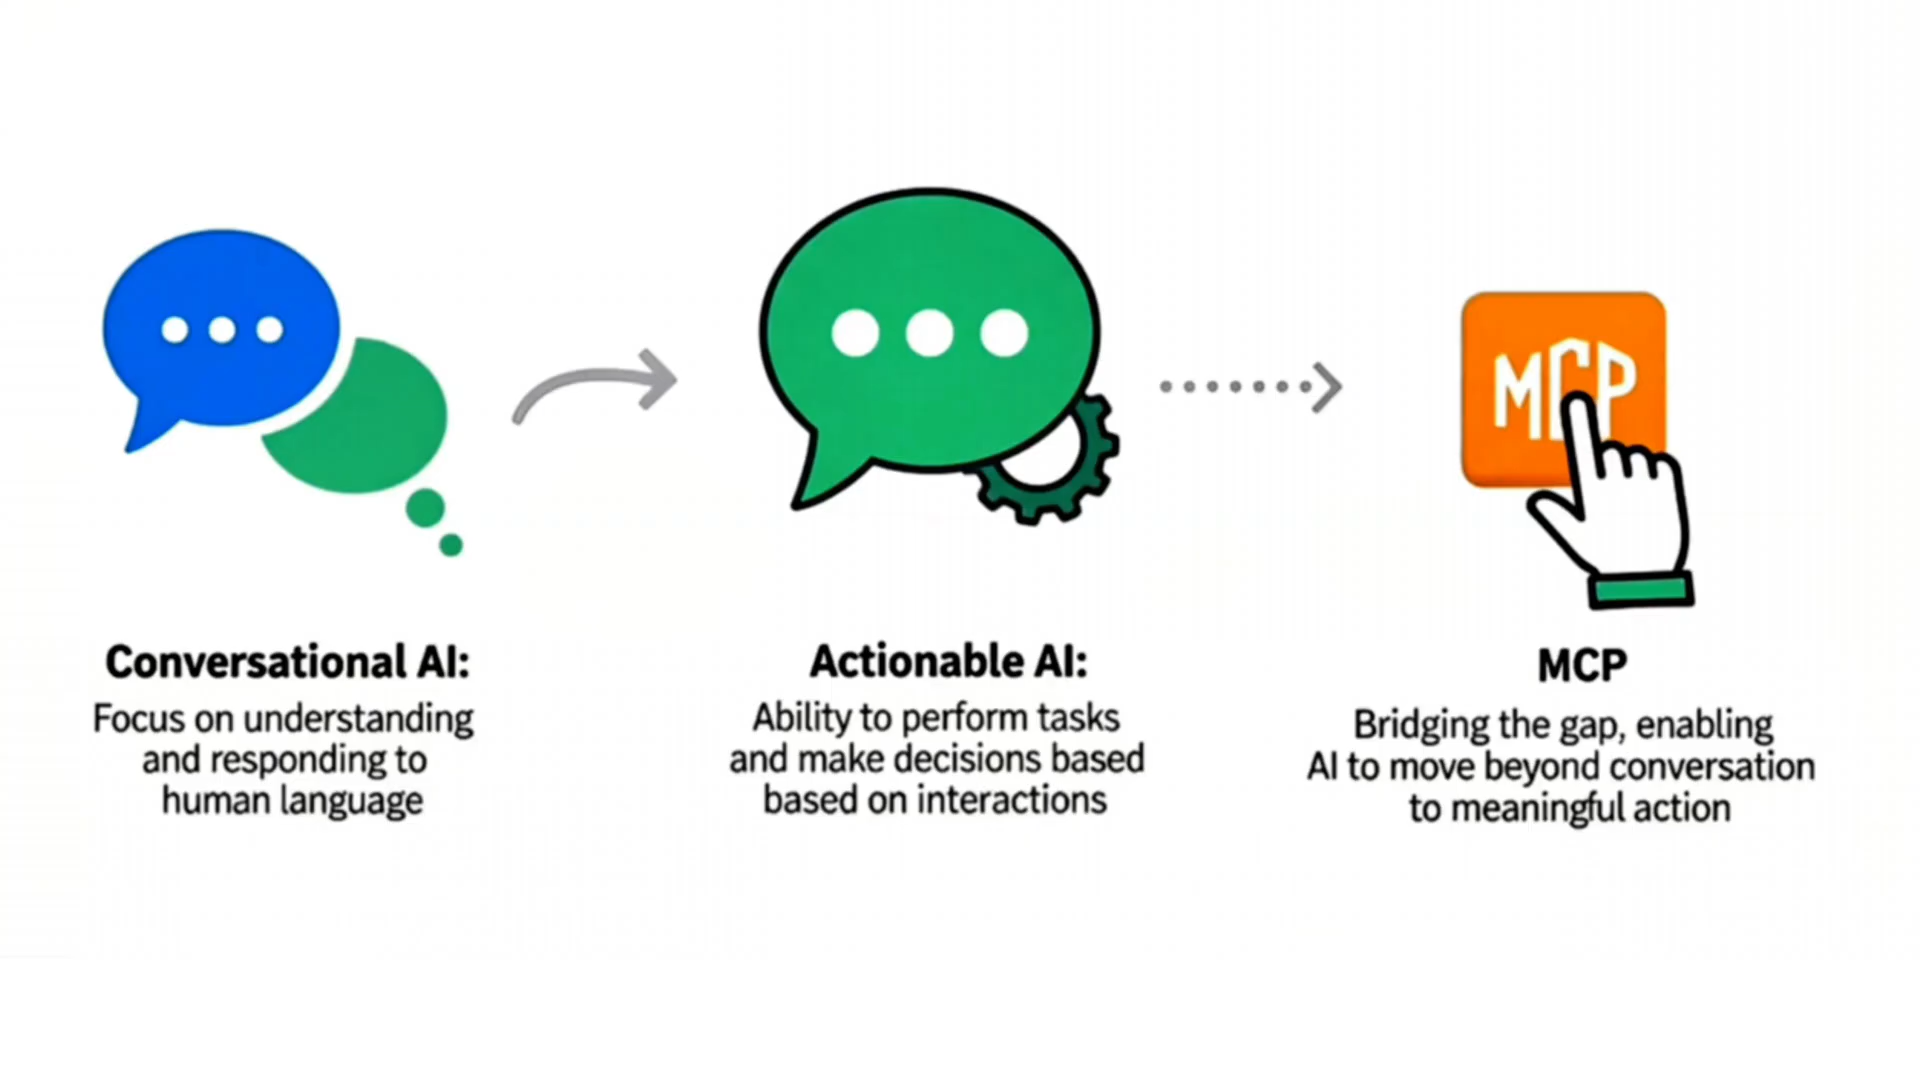 MCP
Conversational AI:
Focus on understanding
and responding to
human language
Actionable AI:
Ability to perform tasks
and make decisions based
based on interactions
MCP
Bridging the gap, enabling
AI to move beyond conversation
to meaningful action